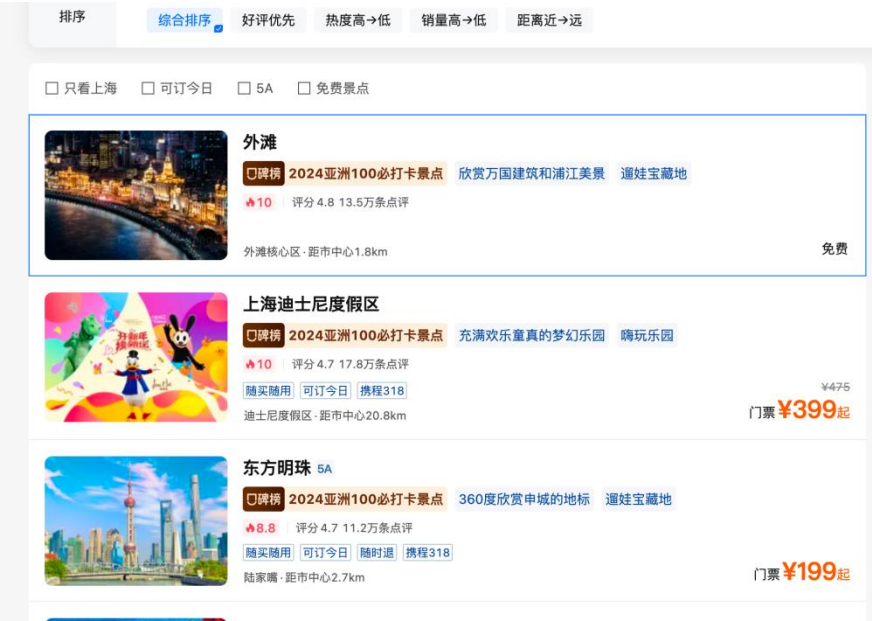 排序
综合排序 好评优先 热度高→低 销量高→低 距离近→远
只看上海 可订今日 5A 免费景点
外滩
口碑榜 2024亚洲100必打卡景点 欣赏万国建筑和浦江美景 遛娃宝藏地
10 评分 4.8 13.5万条点评
外滩核心区 · 距市中心1.8km
免费
上海迪士尼度假区
口碑榜 2024亚洲100必打卡景点 充满欢乐童真的梦幻乐园 嗨玩乐园
10 评分 4.7 17.8万条点评
随买随用 可订今日 携程318
¥475
迪士尼度假区 · 距市中心20.8km
门票¥399起
东方明珠 5A
口碑榜 2024亚洲100必打卡景点 360度欣赏申城的地标 遛娃宝藏地
8.8 评分 4.7 11.2万条点评
随买随用 可订今日 随时退 携程318
陆家嘴 · 距市中心2.7km
门票¥199起